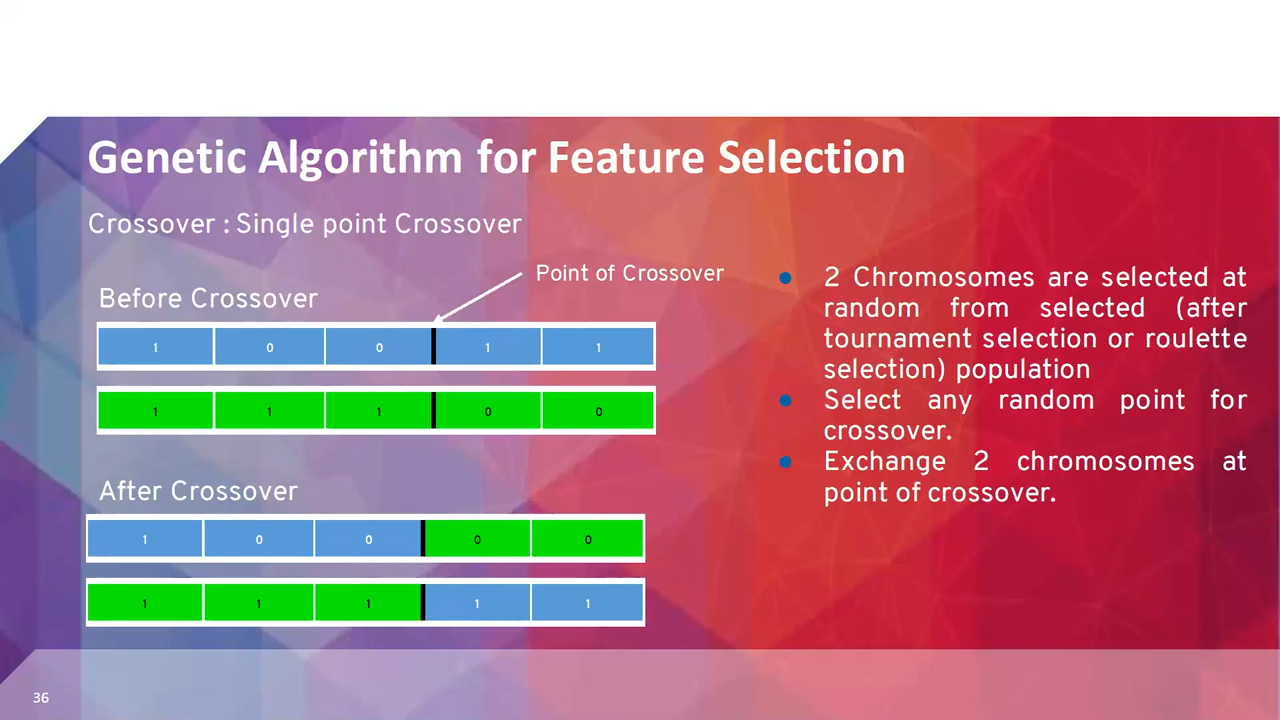 Genetic Algorithm for Feature Selection
Crossover : Single point Crossover
Point of Crossover
Before Crossover
1 0 0 1 1
1 1 1 0 0
After Crossover
1 0 0 0 0
1 1 1 1 1
● 2 Chromosomes are selected at
random from selected (after
tournament selection or roulette
selection) population
● Select any random point for
crossover.
● Exchange 2 chromosomes at
point of crossover.
36